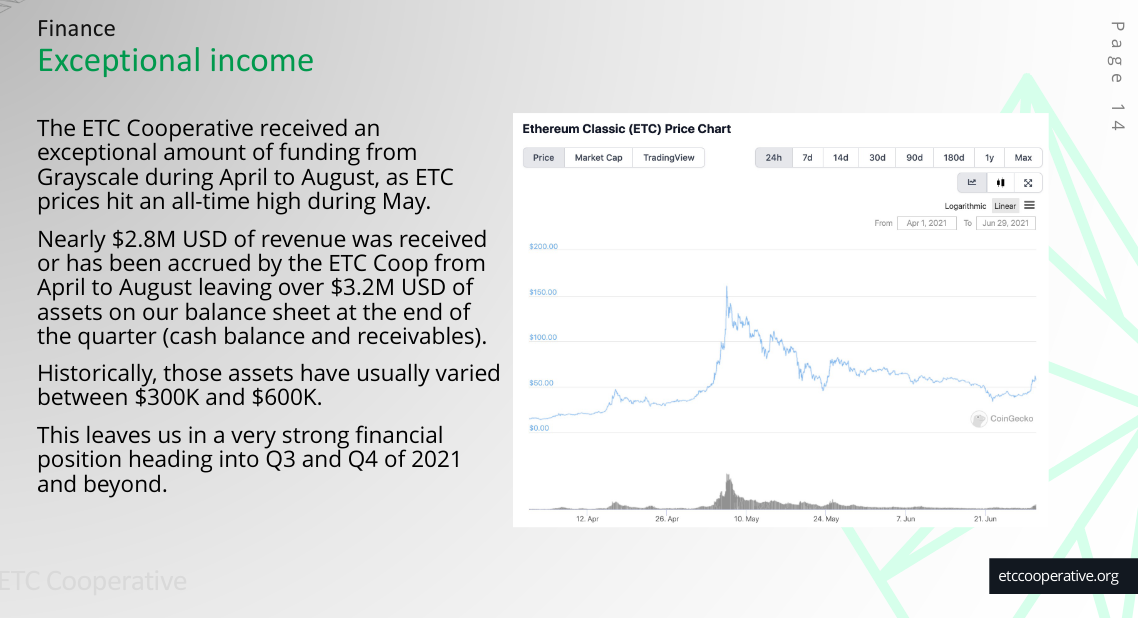 Finance
Exceptional income
Page 14
The ETC Cooperative received an
exceptional amount of funding from
Grayscale during April to August, as ETC
prices hit an all-time high during May.
Nearly $2.8M USD of revenue was received
or has been accrued by the ETC Coop from
April to August leaving over $3.2M USD of
assets on our balance sheet at the end of
the quarter (cash balance and receivables).
Historically, those assets have usually varied
between $300K and $600K.
This leaves us in a very strong financial
position heading into Q3 and Q4 of 2021
and beyond.
Ethereum Classic (ETC) Price Chart
Price Market Cap TradingView 24h 7d 14d 30d 90d 180d 1y Max
Logarithmic Linear
From Apr 1, 2021 To Jun 29, 2021
$200.00
$150.00
$100.00
$50.00
$0.00
CoinGecko
12. Apr 26. Apr 10. May 24. May 7. Jun 21. Jun
ETC Cooperative
etccooperative.org